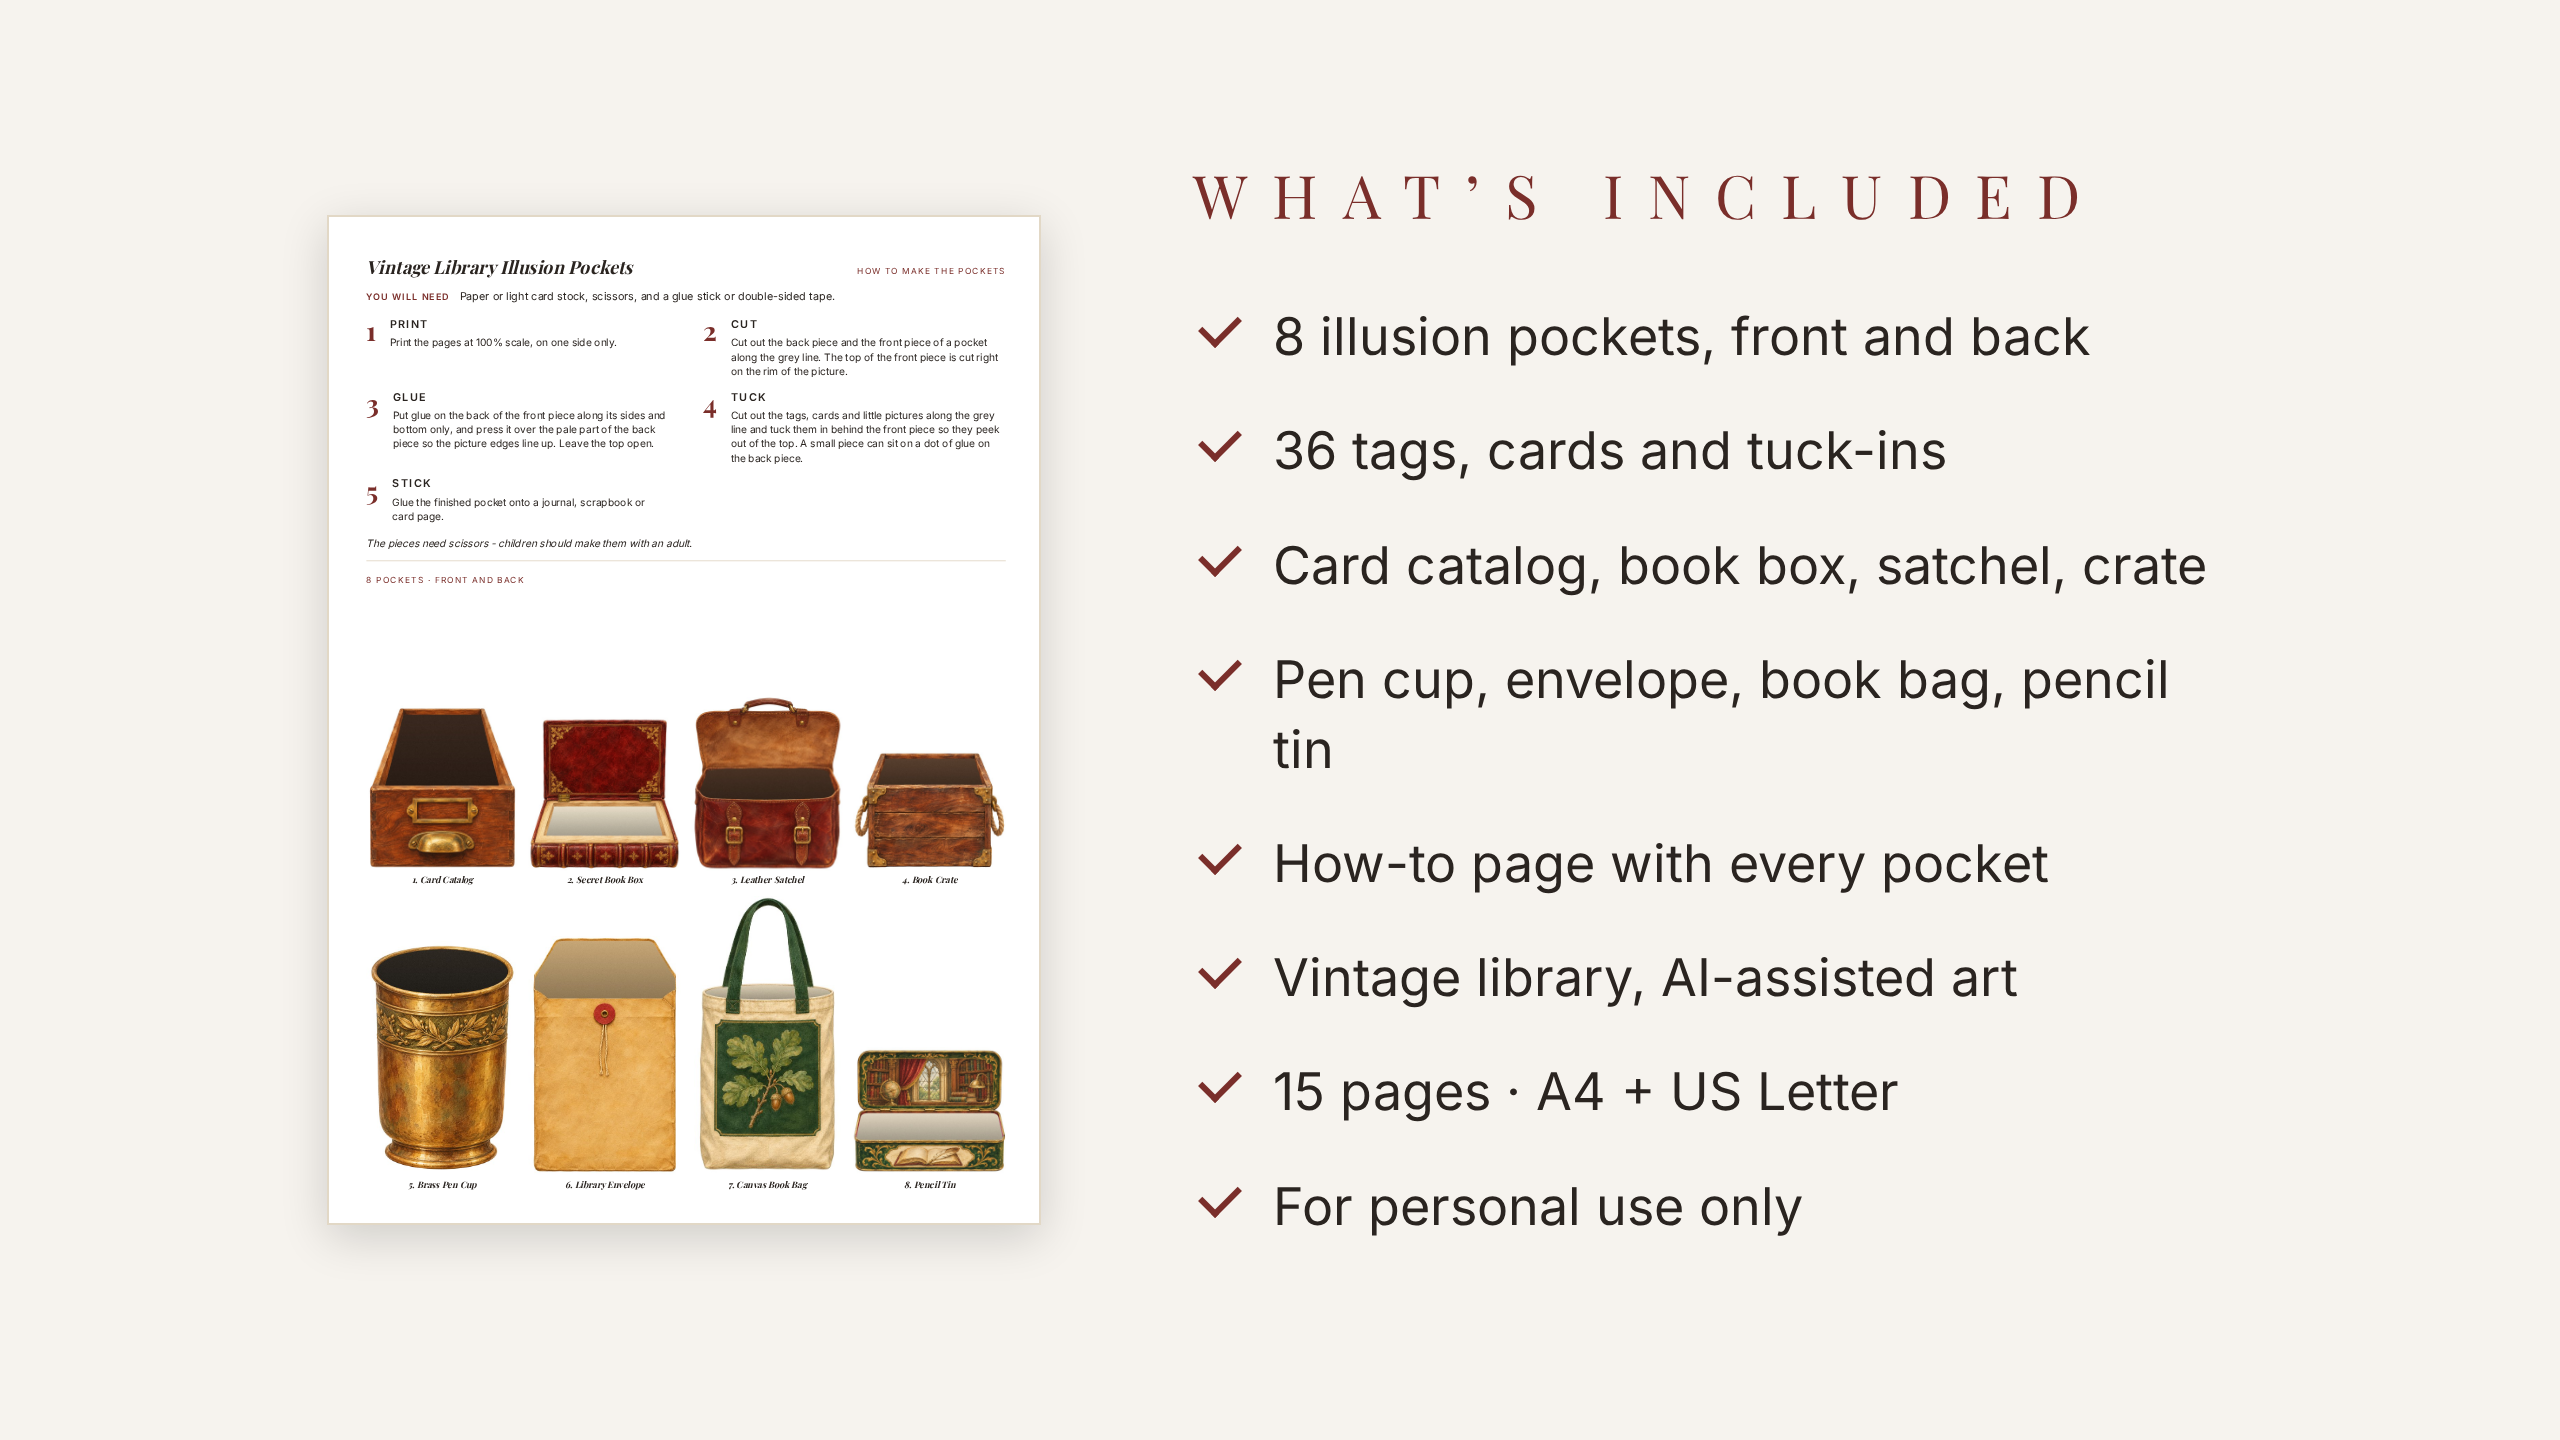 Vintage Library Illusion Pockets
HOW TO MAKE THE POCKETS
YOU WILL NEED Paper or light card stock, scissors, and a glue stick or double-sided tape.
1 PRINT
Print the pages at 100% scale, on one side only.
2 CUT
Cut out the back piece and the front piece of a pocket
along the grey line. The top of the front piece is cut right
on the rim of the picture.
3 GLUE
Put glue on the back of the front piece along its sides and
bottom only, and press it over the pale part of the back
piece so the picture edges line up. Leave the top open.
4 TUCK
Cut out the tags, cards and little pictures along the grey
line and tuck them in behind the front piece so they peek
out of the top. A small piece can sit on a dot of glue on
the back piece.
5 STICK
Glue the finished pocket onto a journal, scrapbook or
card page.
The pieces need scissors - children should make them with an adult.
8 POCKETS · FRONT AND BACK
1. Card Catalog
2. Secret Book Box
3. Leather Satchel
4. Book Crate
5. Brass Pen Cup
6. Library Envelope
7. Canvas Book Bag
8. Pencil Tin
WHAT’S INCLUDED
8 illusion pockets, front and back
36 tags, cards and tuck-ins
Card catalog, book box, satchel, crate
Pen cup, envelope, book bag, pencil
tin
How-to page with every pocket
Vintage library, AI-assisted art
15 pages · A4 + US Letter
For personal use only